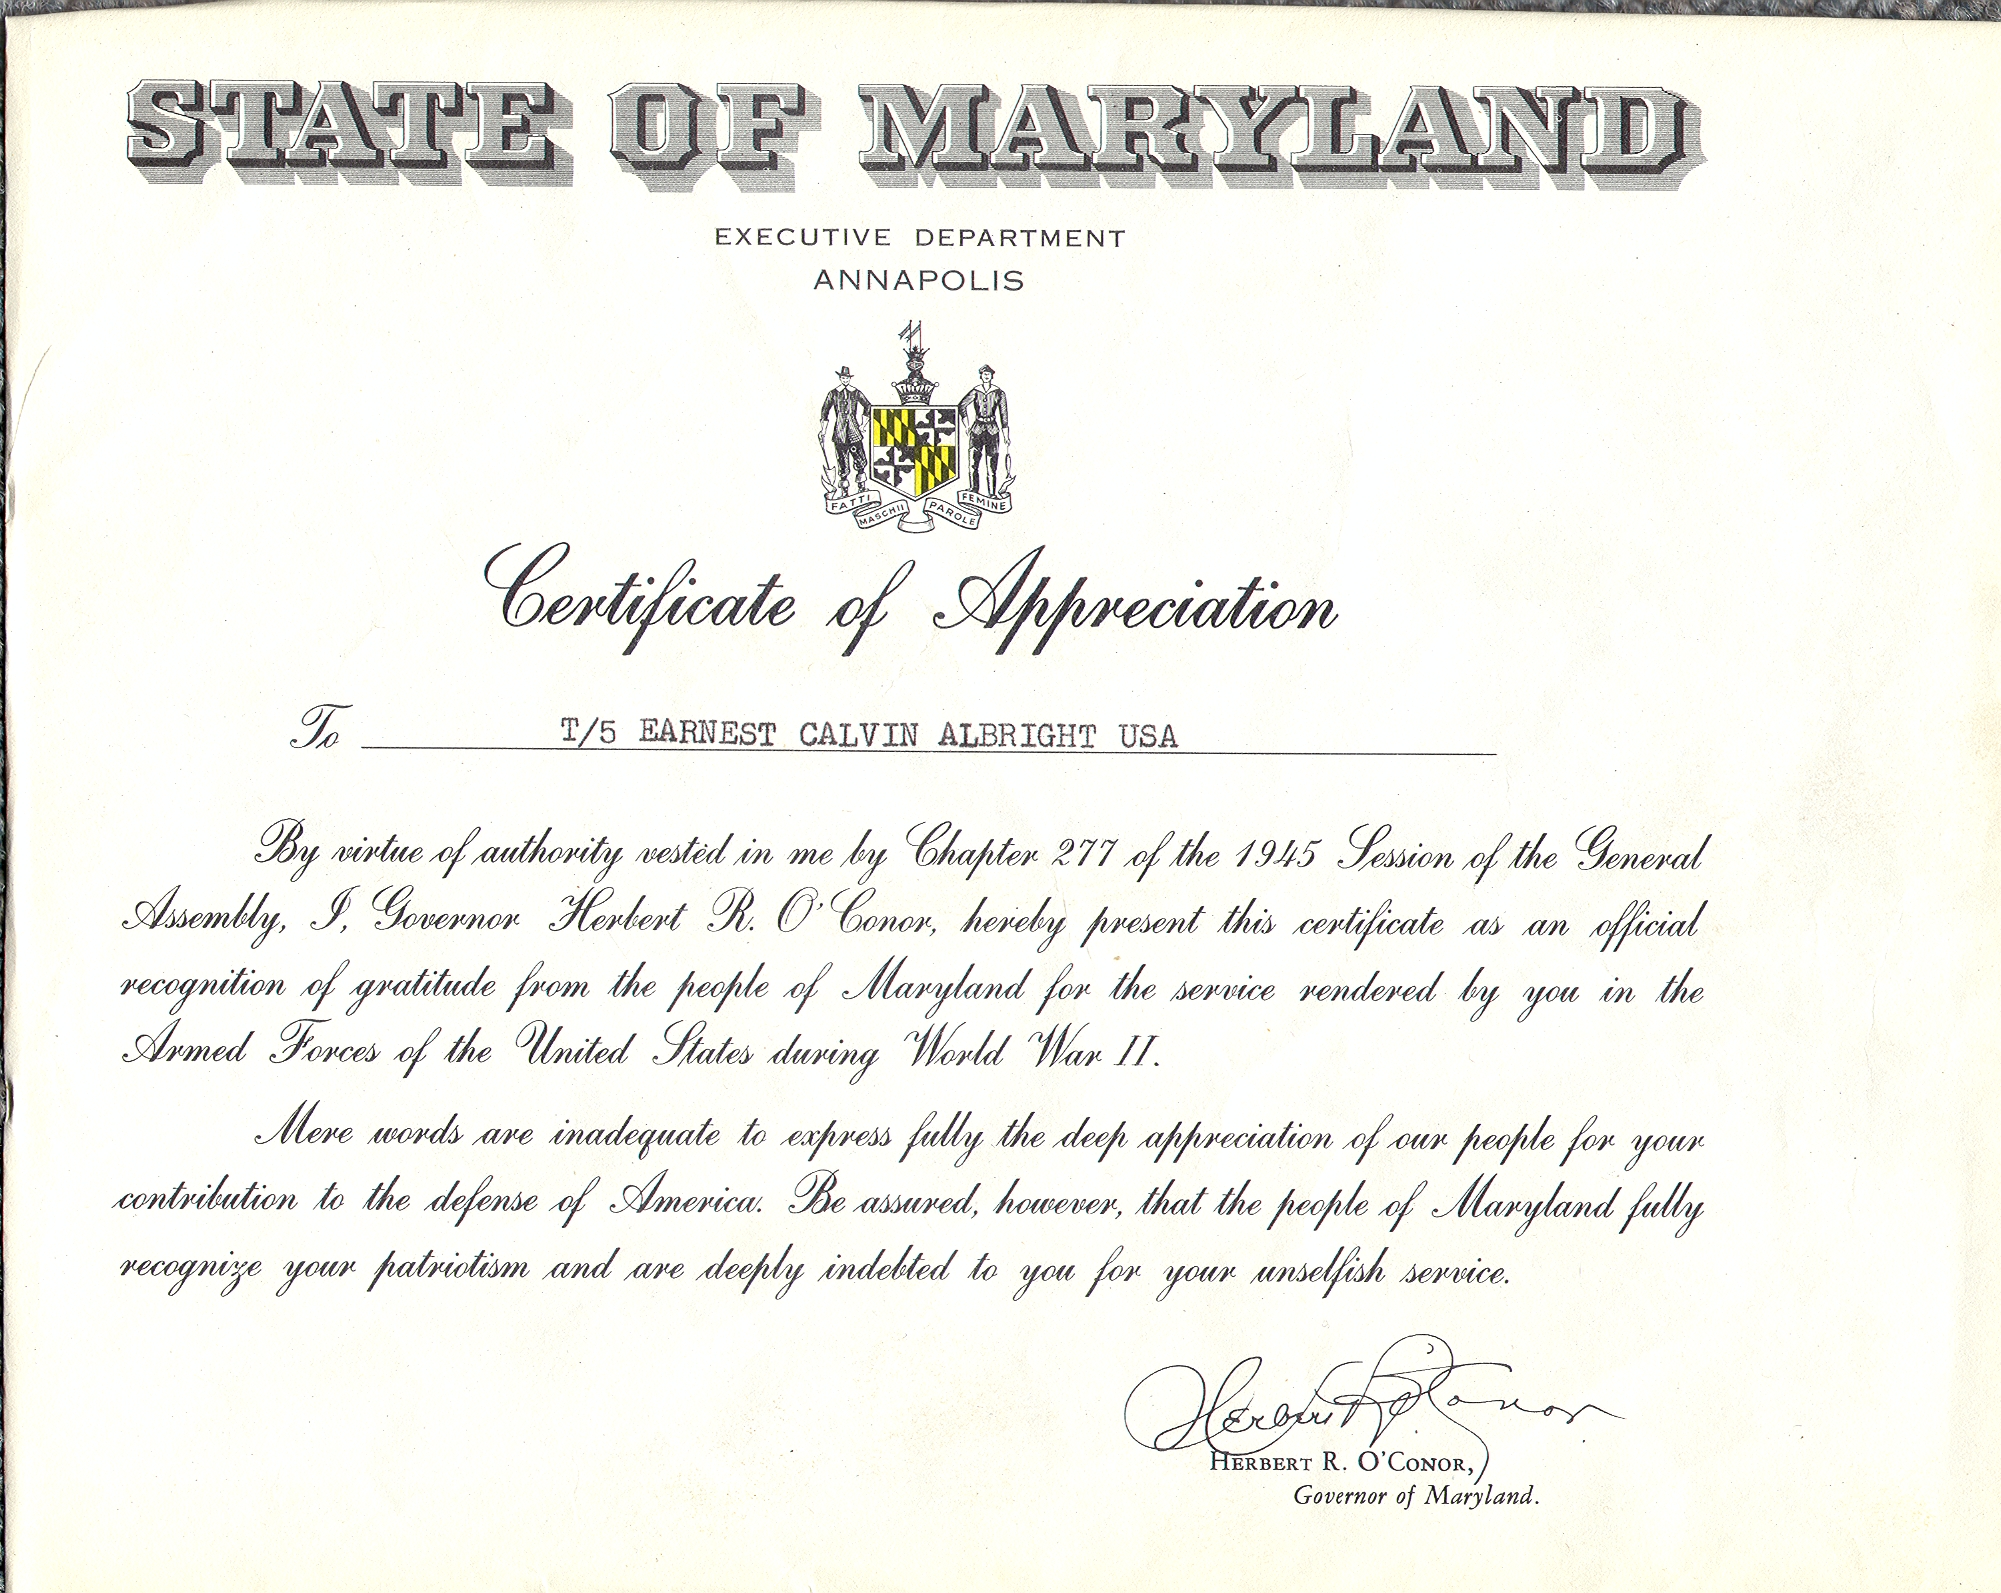 STATE OF MARYLAND
EXECUTIVE DEPARTMENT
ANNAPOLIS
FATTI MASCHII PAROLE FEMINE
Certificate of Appreciation
To T/5 EARNEST CALVIN ALBRIGHT USA
By virtue of authority vested in me by Chapter 277 of the 1945 Session of the General
Assembly, I, Governor Herbert R. O'Conor, hereby present this certificate as an official
recognition of gratitude from the people of Maryland for the service rendered by you in the
Armed Forces of the United States during World War II.
Mere words are inadequate to express fully the deep appreciation of our people for your
contribution to the defense of America. Be assured, however, that the people of Maryland fully
recognize your patriotism and are deeply indebted to you for your unselfish service.
Herbert R O'Conor
HERBERT R. O'CONOR,
Governor of Maryland.